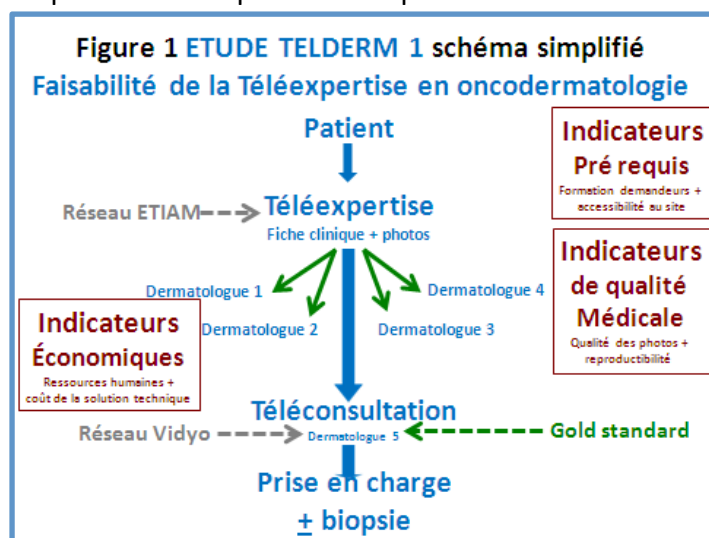 Figure 1 ETUDE TELDERM 1 schéma simplifié
Faisabilité de la Téléexpertise en oncodermatologie
Patient
Indicateurs
Pré requis
Formation demandeurs +
accessibilité au site
Réseau ETIAM
Téléexpertise
Fiche clinique + photos
Dermatologue 1
Dermatologue 2
Dermatologue 3
Dermatologue 4
Indicateurs
de qualité
Médicale
Qualité des photos +
reproductibilité
Indicateurs
Économiques
Ressources humaines +
coût de la solution technique
Téléconsultation
Réseau Vidyo
Dermatologue 5
Gold standard
Prise en charge
± biopsie